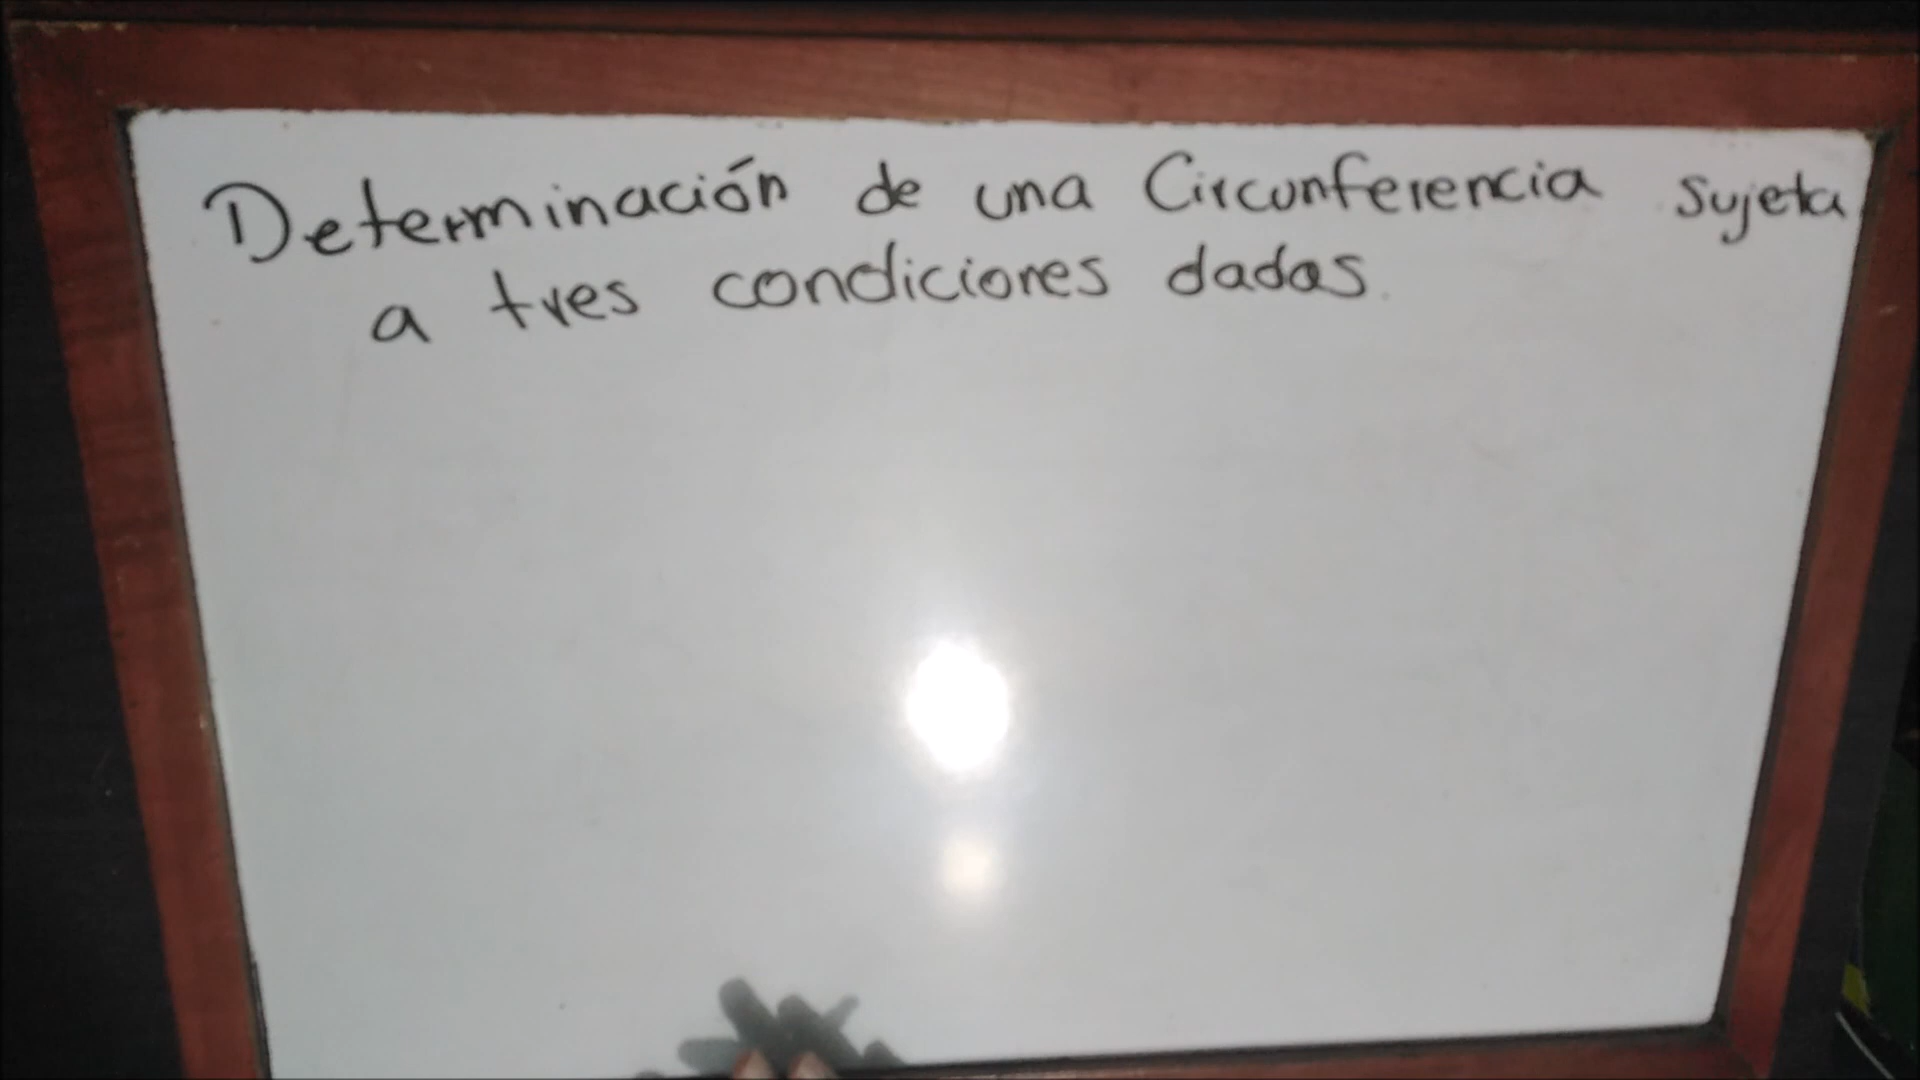 Determinación de una Circunferencia sujeta
a tres condiciones dadas.